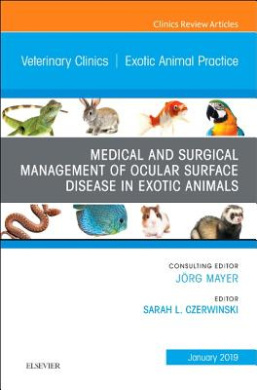 Clinics Review Articles
Veterinary Clinics | Exotic Animal Practice
MEDICAL AND SURGICAL
MANAGEMENT OF OCULAR SURFACE
DISEASE IN EXOTIC ANIMALS
CONSULTING EDITOR
JÖRG MAYER
EDITOR
SARAH L. CZERWINSKI
ELSEVIER
January 2019